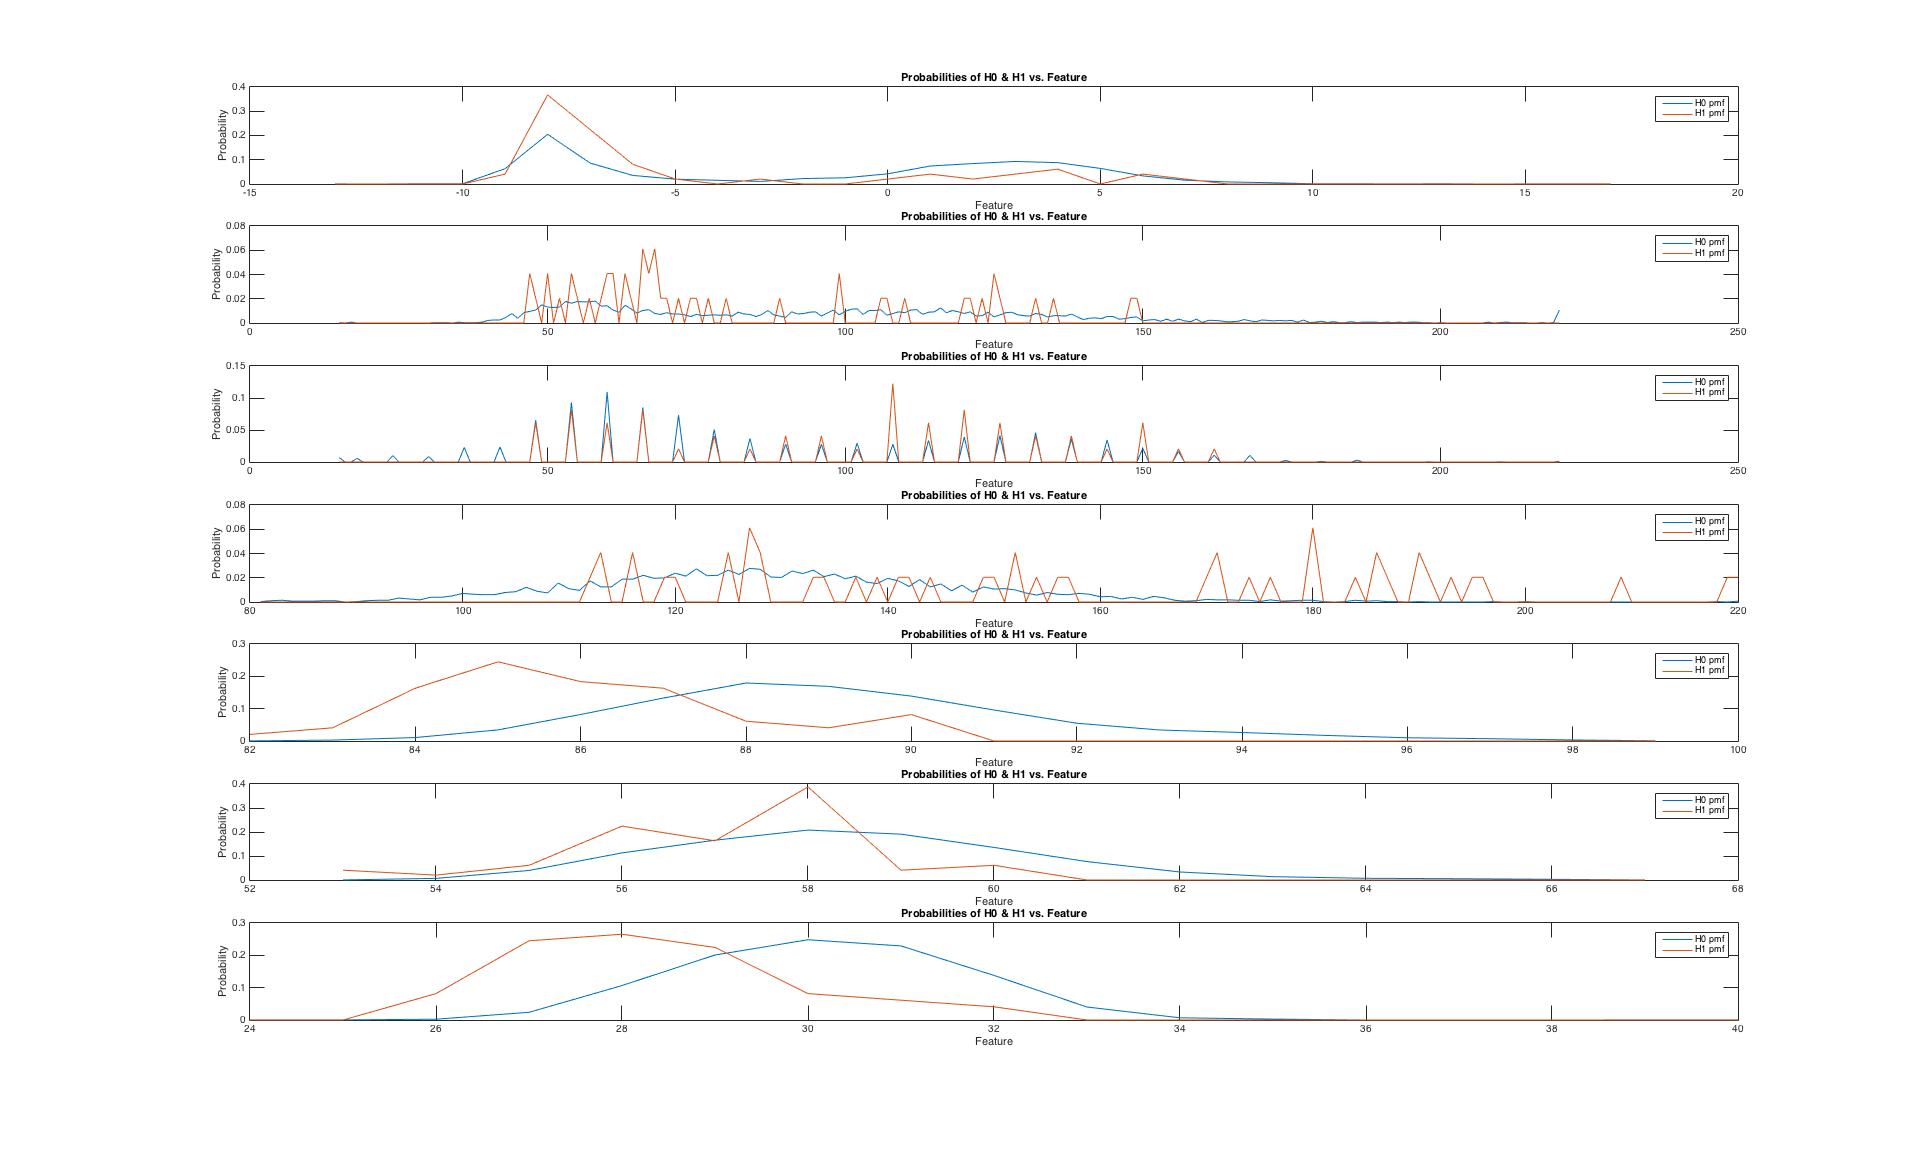 Probabilities of H0 & H1 vs. Feature
0.4
0.3
0.2
0.1
0
Probability
H0 pmf
H1 pmf
-15 -10 -5 0 5 10 15 20
Feature
Probabilities of H0 & H1 vs. Feature
0.08
0.06
0.04
0.02
0
Probability
H0 pmf
H1 pmf
0 50 100 150 200 250
Feature
Probabilities of H0 & H1 vs. Feature
0.15
0.1
0.05
0
Probability
H0 pmf
H1 pmf
0 50 100 150 200 250
Feature
Probabilities of H0 & H1 vs. Feature
0.08
0.06
0.04
0.02
0
Probability
H0 pmf
H1 pmf
80 100 120 140 160 180 200 220
Feature
Probabilities of H0 & H1 vs. Feature
0.3
0.2
0.1
0
Probability
H0 pmf
H1 pmf
82 84 86 88 90 92 94 96 98 100
Feature
Probabilities of H0 & H1 vs. Feature
0.4
0.3
0.2
0.1
0
Probability
H0 pmf
H1 pmf
52 54 56 58 60 62 64 66 68
Feature
Probabilities of H0 & H1 vs. Feature
0.3
0.2
0.1
0
Probability
H0 pmf
H1 pmf
24 26 28 30 32 34 36 38 40
Feature